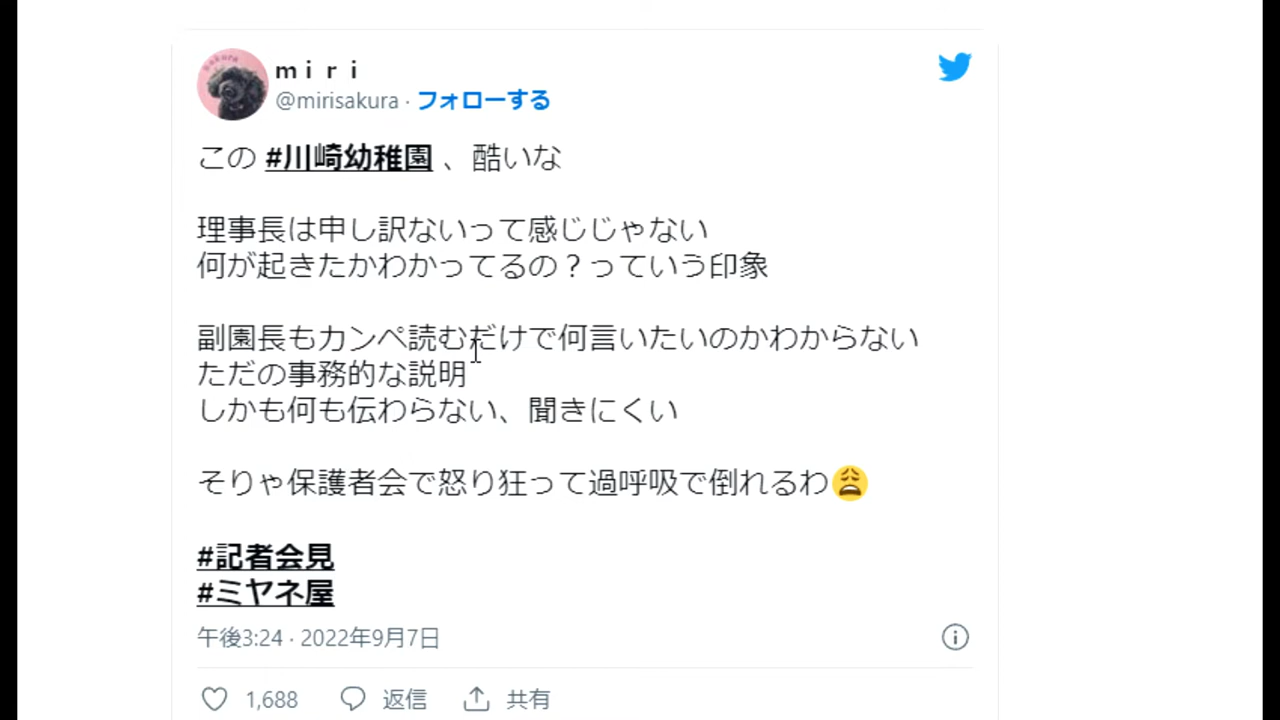 ｍｉｒｉ
@mirisakura · フォローする
この #川崎幼稚園 、酷いな
理事長は申し訳ないって感じじゃない
何が起きたかわかってるの？っていう印象
副園長もカンペ読むだけで何言いたいのかわからない
ただの事務的な説明
しかも何も伝わらない、聞きにくい
そりゃ保護者会で怒り狂って過呼吸で倒れるわ😩
#記者会見
#ミヤネ屋
午後3:24 · 2022年9月7日
1,688 返信 共有